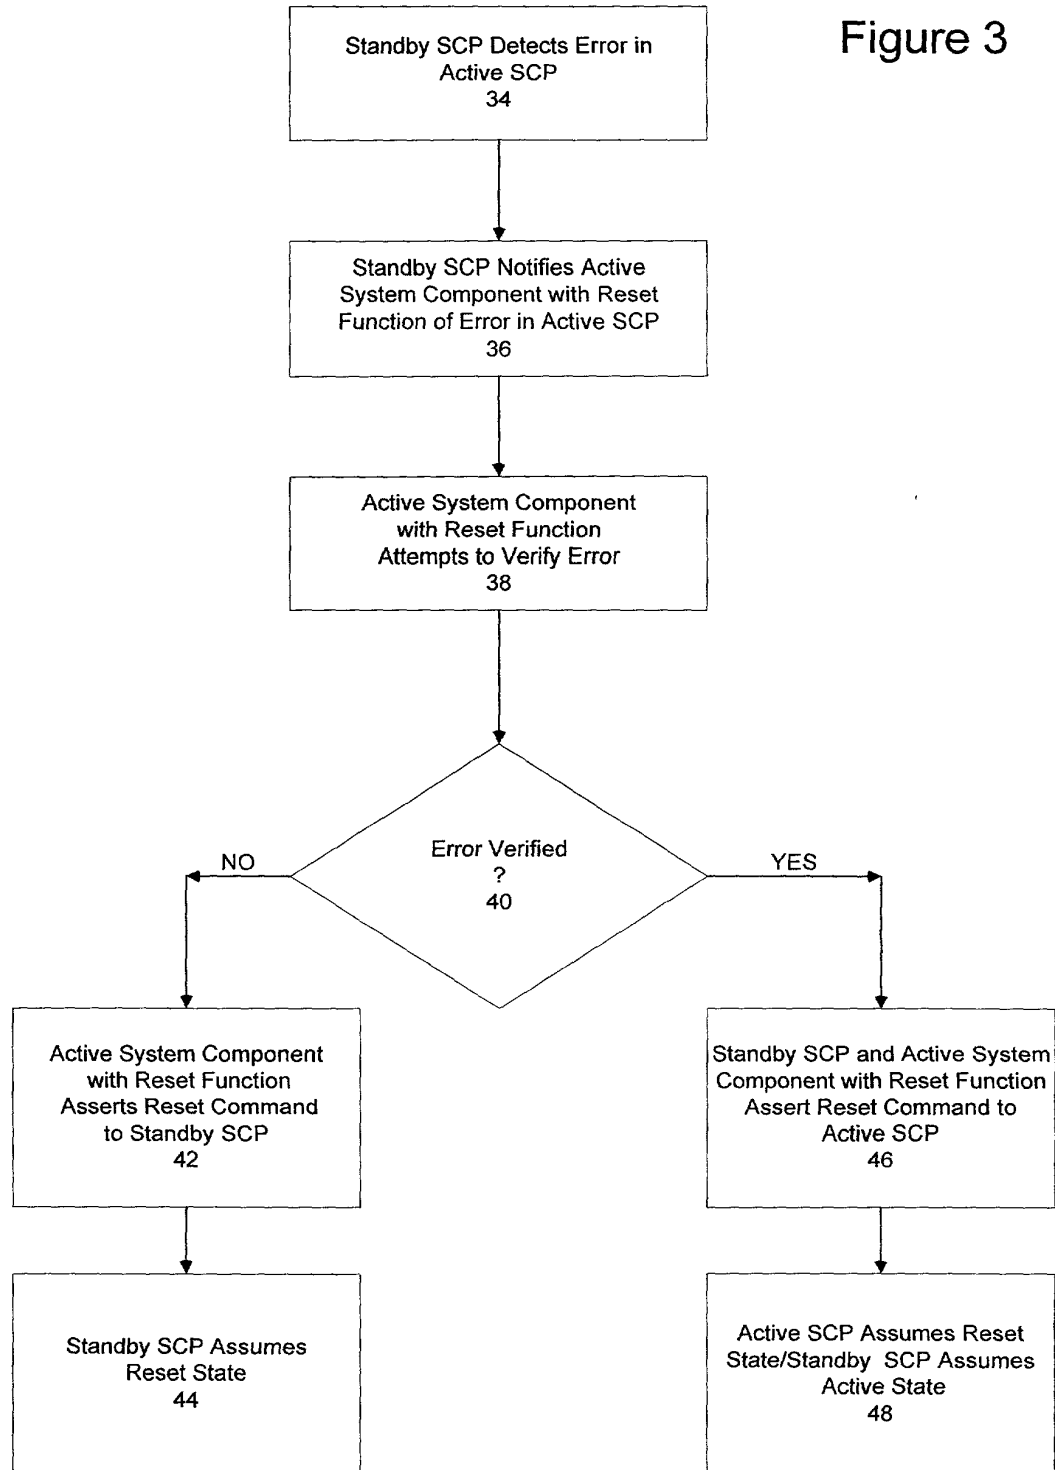 Figure 3
Standby SCP Detects Error in
Active SCP
34
Standby SCP Notifies Active
System Component with Reset
Function of Error in Active SCP
36
Active System Component
with Reset Function
Attempts to Verify Error
38
Error Verified
?
40
NO
YES
Active System Component
with Reset Function
Asserts Reset Command
to Standby SCP
42
Standby SCP and Active System
Component with Reset Function
Assert Reset Command to
Active SCP
46
Standby SCP Assumes
Reset State
44
Active SCP Assumes Reset
State/Standby SCP Assumes
Active State
48